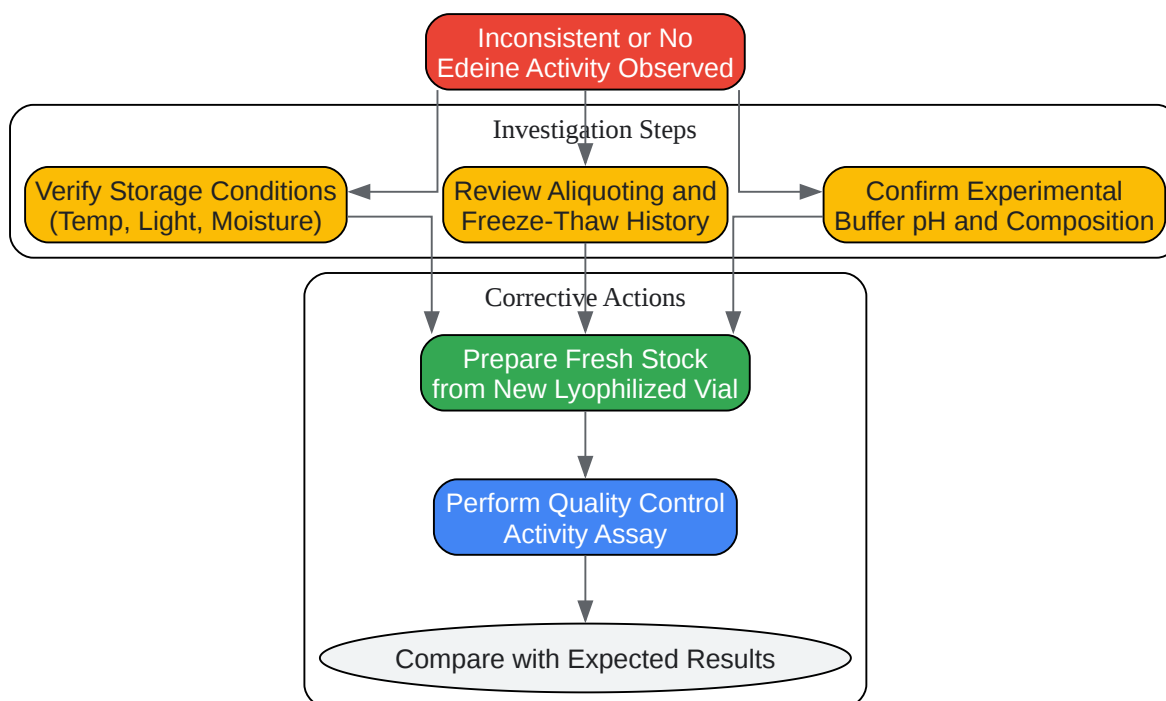 Inconsistent or No
Edeine Activity Observed
Investigation Steps
Verify Storage Conditions
(Temp, Light, Moisture)
Review Aliquoting and
Freeze-Thaw History
Confirm Experimental
Buffer pH and Composition
Corrective Actions
Prepare Fresh Stock
from New Lyophilized Vial
Perform Quality Control
Activity Assay
Compare with Expected Results